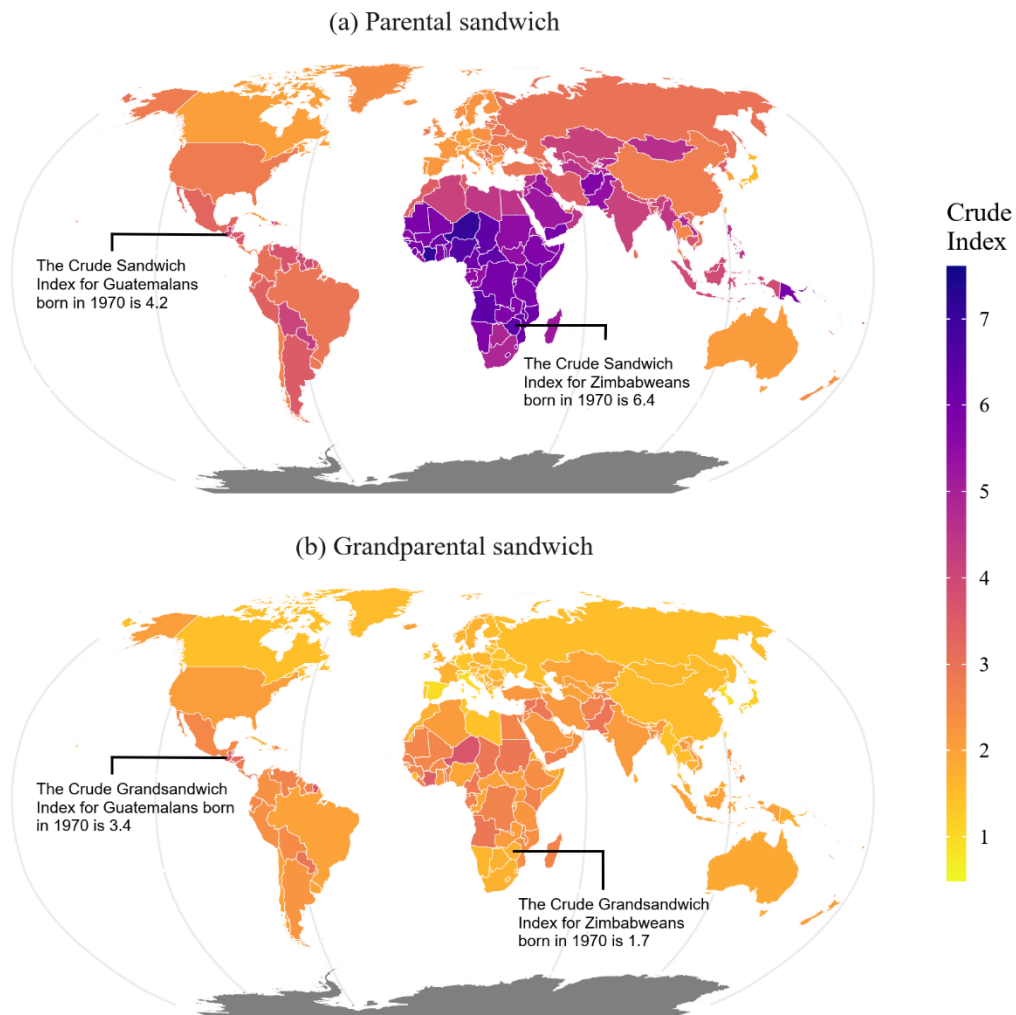 (a) Parental sandwich
The Crude Sandwich
Index for Guatemalans
born in 1970 is 4.2
The Crude Sandwich
Index for Zimbabweans
born in 1970 is 6.4
Crude
Index
7
6
5
4
3
2
1
(b) Grandparental sandwich
The Crude Grandsandwich
Index for Guatemalans born
in 1970 is 3.4
The Crude Grandsandwich
Index for Zimbabweans
born in 1970 is 1.7